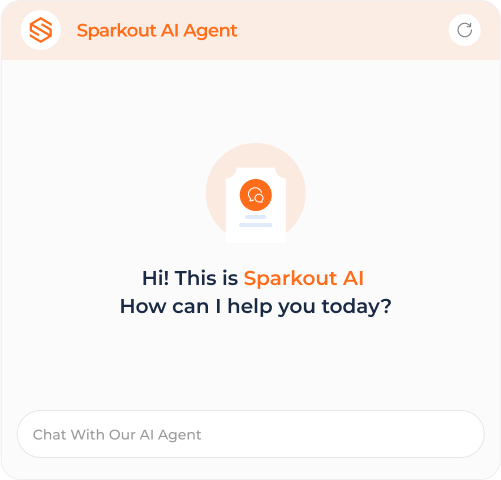 Sparkout AI Agent
Hi! This is Sparkout AI
How can I help you today?
Chat With Our AI Agent